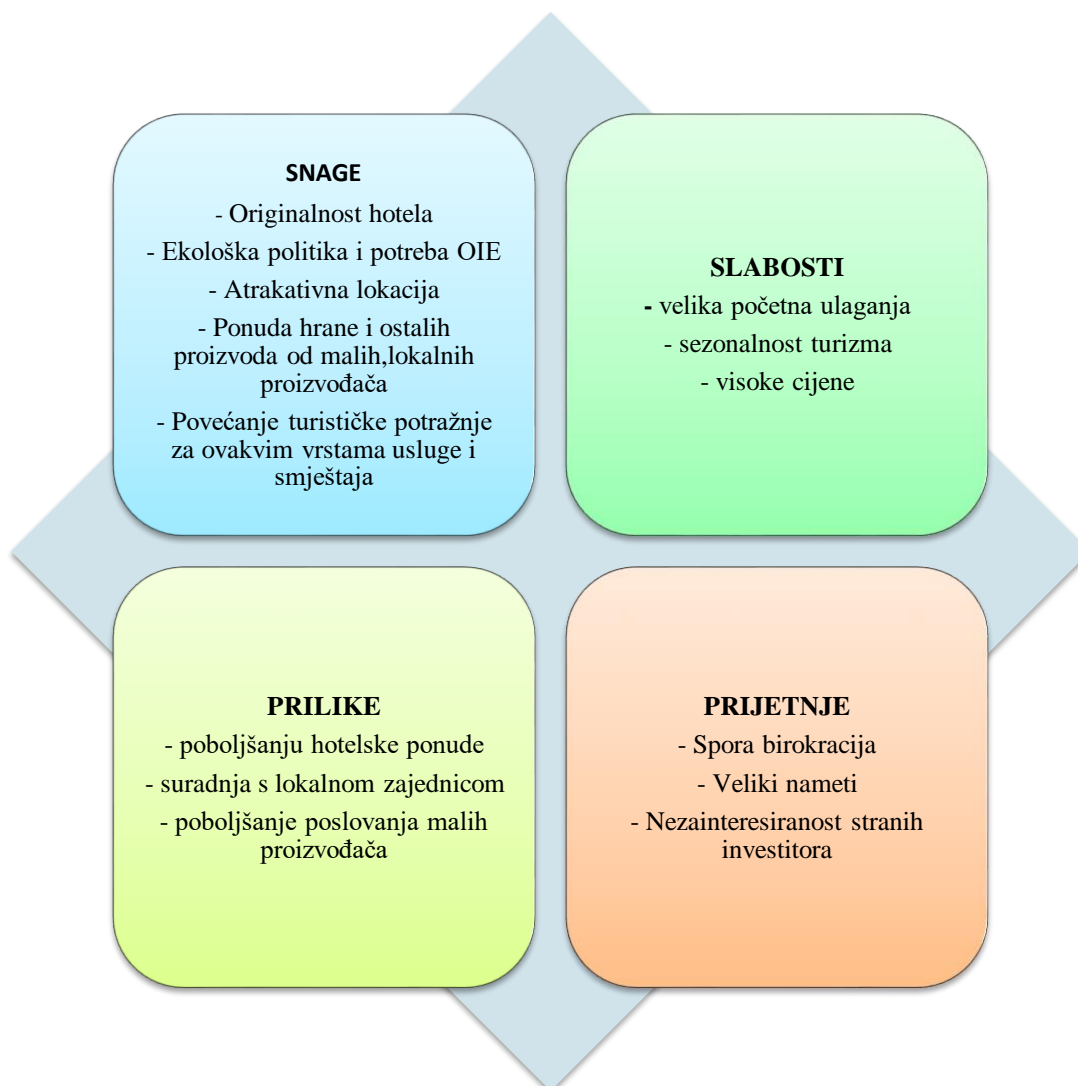 SNAGE
- Originalnost hotela
- Ekološka politika i potreba OIE
- Atrakativna lokacija
- Ponuda hrane i ostalih
proizvoda od malih,lokalnih
proizvođača
- Povećanje turističke potražnje
za ovakvim vrstama usluge i
smještaja
SLABOSTI
- velika početna ulaganja
- sezonalnost turizma
- visoke cijene
PRILIKE
- poboljšanju hotelske ponude
- suradnja s lokalnom zajednicom
- poboljšanje poslovanja malih
proizvođača
PRIJETNJE
- Spora birokracija
- Veliki nameti
- Nezainteresiranost stranih
investitora